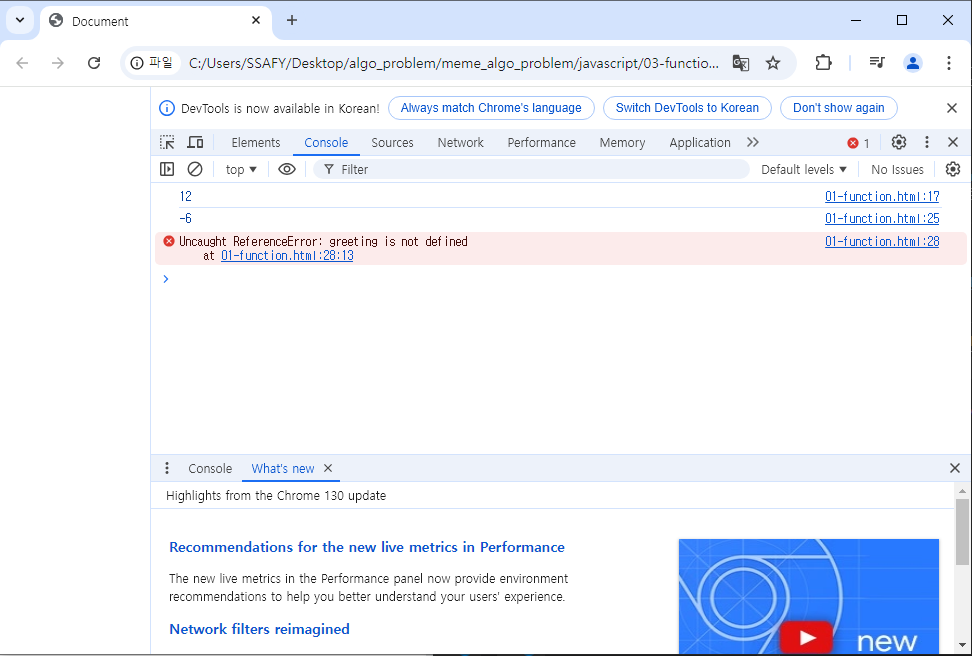 Document
파일
C:/Users/SSAFY/Desktop/algo_problem/meme_algo_problem/javascript/03-functio...
DevTools is now available in Korean!
Always match Chrome's language
Switch DevTools to Korean
Don't show again
Elements
Console
Sources
Network
Performance
Memory
Application
1
top
Filter
Default levels
No Issues
12
01-function.html:17
-6
01-function.html:25
Uncaught ReferenceError: greeting is not defined
01-function.html:28
at 01-function.html:28:13
Console
What's new
Highlights from the Chrome 130 update
Recommendations for the new live metrics in Performance
The new live metrics in the Performance panel now provide environment
recommendations to help you better understand your users' experience.
Network filters reimagined
new